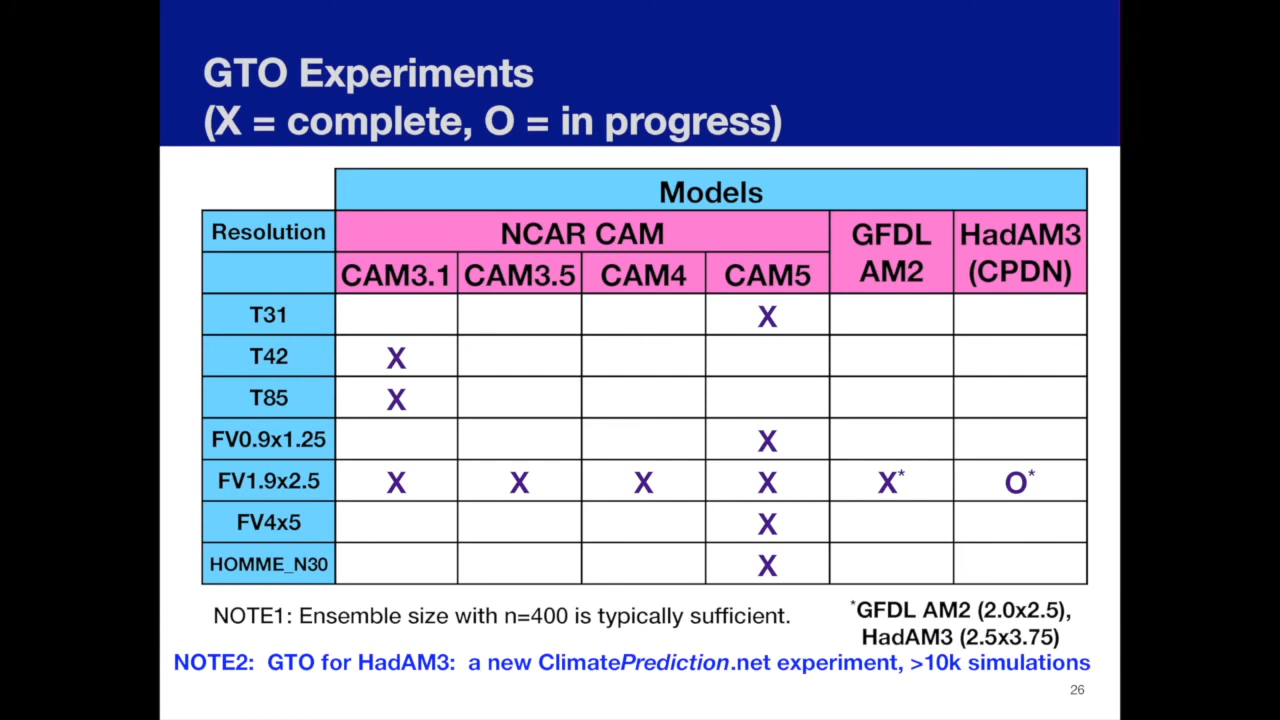 GTO Experiments
(X = complete, O = in progress)
Models
Resolution NCAR CAM GFDL AM2 HadAM3 (CPDN)
CAM3.1 CAM3.5 CAM4 CAM5
T31 X
T42 X
T85 X
FV0.9x1.25 X
FV1.9x2.5 X X X X X* O*
FV4x5 X
HOMME_N30 X
NOTE1: Ensemble size with n=400 is typically sufficient.
*GFDL AM2 (2.0x2.5),
HadAM3 (2.5x3.75)
NOTE2: GTO for HadAM3: a new ClimatePrediction.net experiment, >10k simulations
26